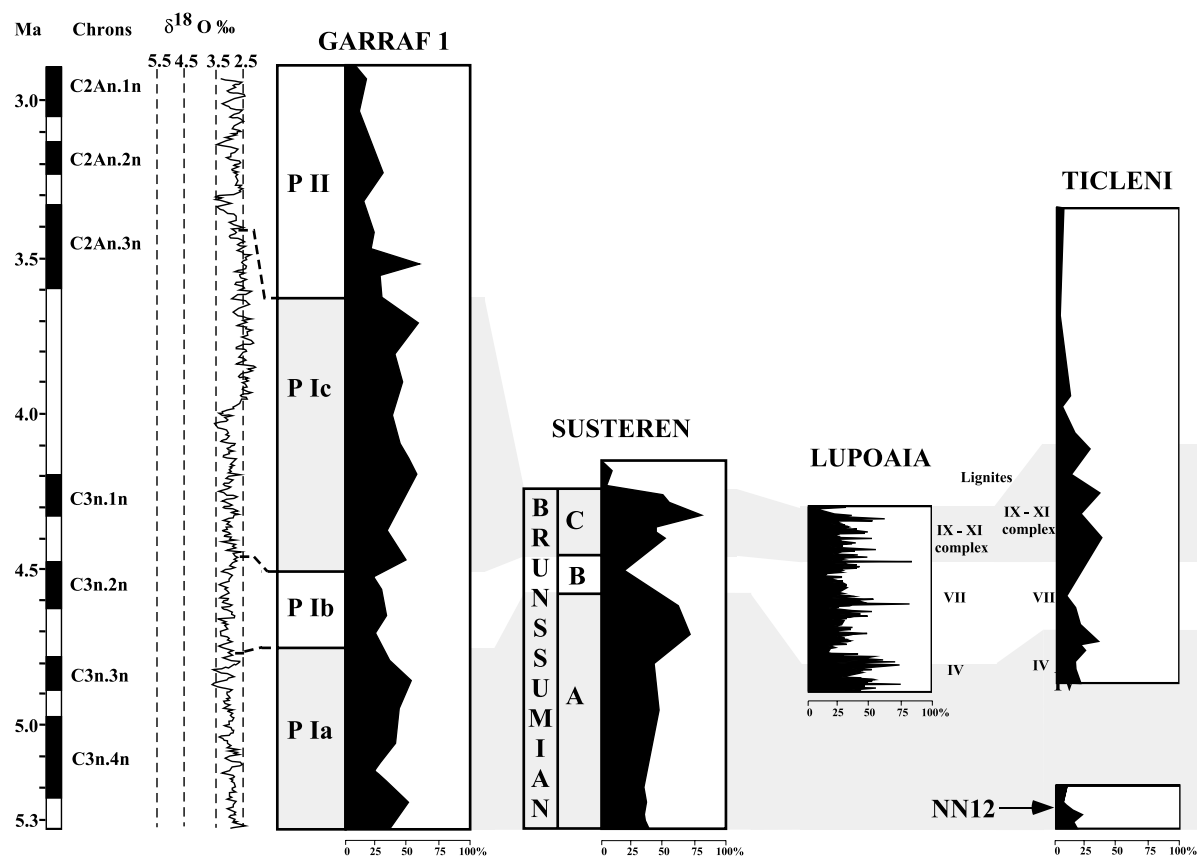 Ma Chrons δ18 O ‰
5.5 4.5 3.5 2.5
GARRAF 1
C2An.1n
3.0
C2An.2n
C2An.3n
3.5
4.0
C3n.1n
4.5
C3n.2n
C3n.3n
5.0
C3n.4n
5.3
P II
P Ic
P Ib
P Ia
0 25 50 75 100%
SUSTEREN
BRUNSSUMIAN
C
B
A
0 25 50 75 100%
LUPOAIA
Lignites
IX - XI
complex
VII
IV
0 25 50 75 100%
TICLENI
IX - XI
complex
VII
IV
IV
NN12
0 25 50 75 100%